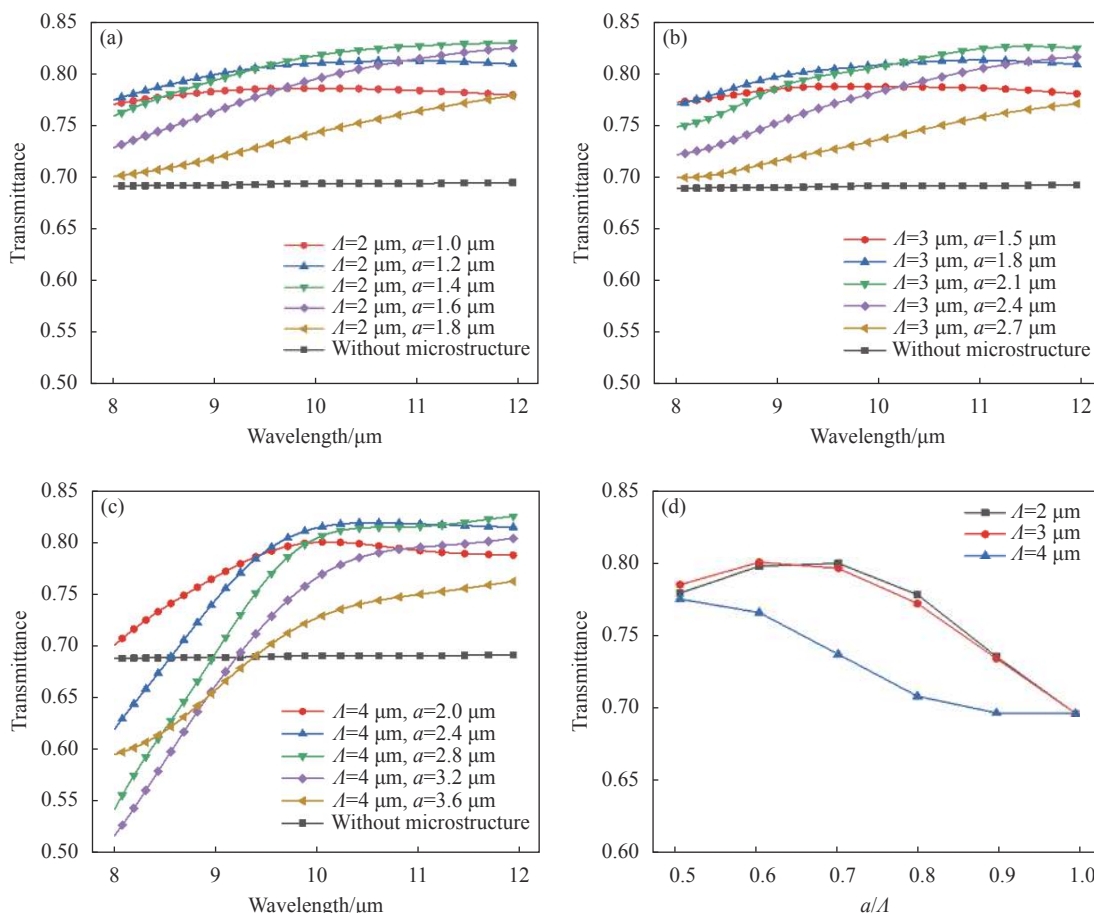 (a)
0.85
0.80
0.75
0.70
0.65
0.60
0.55
0.50
Transmittance
Λ=2 μm, a=1.0 μm
Λ=2 μm, a=1.2 μm
Λ=2 μm, a=1.4 μm
Λ=2 μm, a=1.6 μm
Λ=2 μm, a=1.8 μm
Without microstructure
8 9 10 11 12
Wavelength/μm
(b)
0.85
0.80
0.75
0.70
0.65
0.60
0.55
0.50
Transmittance
Λ=3 μm, a=1.5 μm
Λ=3 μm, a=1.8 μm
Λ=3 μm, a=2.1 μm
Λ=3 μm, a=2.4 μm
Λ=3 μm, a=2.7 μm
Without microstructure
8 9 10 11 12
Wavelength/μm
(c)
0.85
0.80
0.75
0.70
0.65
0.60
0.55
0.50
Transmittance
Λ=4 μm, a=2.0 μm
Λ=4 μm, a=2.4 μm
Λ=4 μm, a=2.8 μm
Λ=4 μm, a=3.2 μm
Λ=4 μm, a=3.6 μm
Without microstructure
8 9 10 11 12
Wavelength/μm
(d)
0.85
0.80
0.75
0.70
0.65
0.60
Transmittance
Λ=2 μm
Λ=3 μm
Λ=4 μm
0.5 0.6 0.7 0.8 0.9 1.0
a/Λ